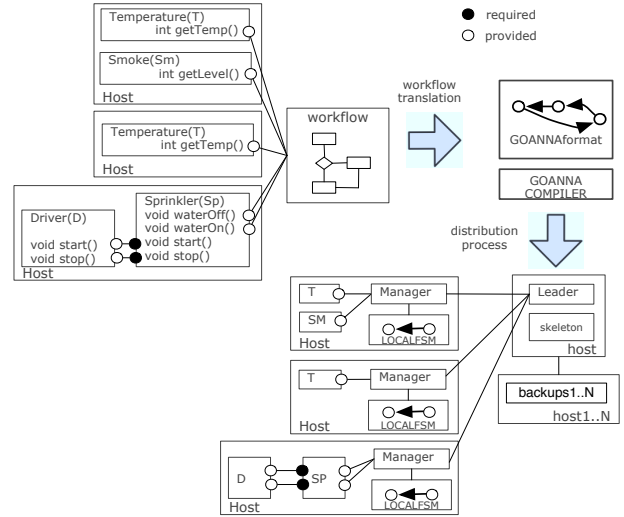 Temperature(T)
int getTemp()
Smoke(Sm)
int getLevel()
Host
required
provided
Temperature(T)
int getTemp()
Host
workflow
workflow
translation
GOANNAformat
GOANNA
COMPILER
Driver(D)
void start()
void stop()
Sprinkler(Sp)
void waterOff()
void waterOn()
void start()
void stop()
Host
distribution
process
T
SM
Manager
LOCALFSM
Host
Leader
skeleton
host
T
Manager
LOCALFSM
Host
backups1..N
host1..N
D
SP
Manager
LOCALFSM
Host